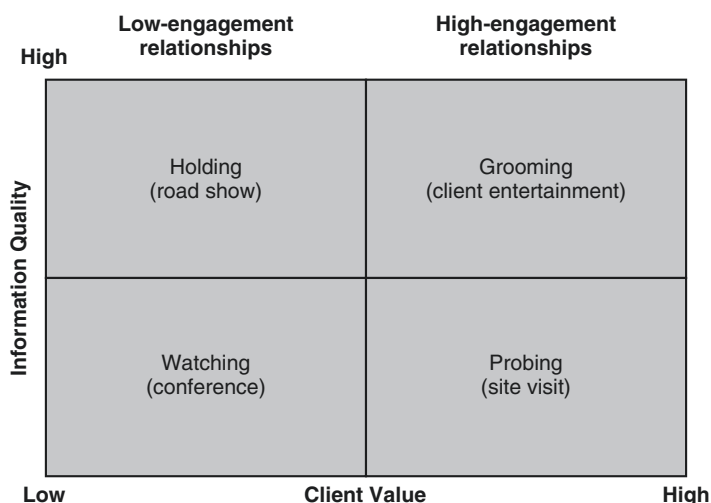 Low-engagement
relationships
High-engagement
relationships
High
Holding
(road show)
Grooming
(client entertainment)
Information Quality
Watching
(conference)
Probing
(site visit)
Low
Client Value
High